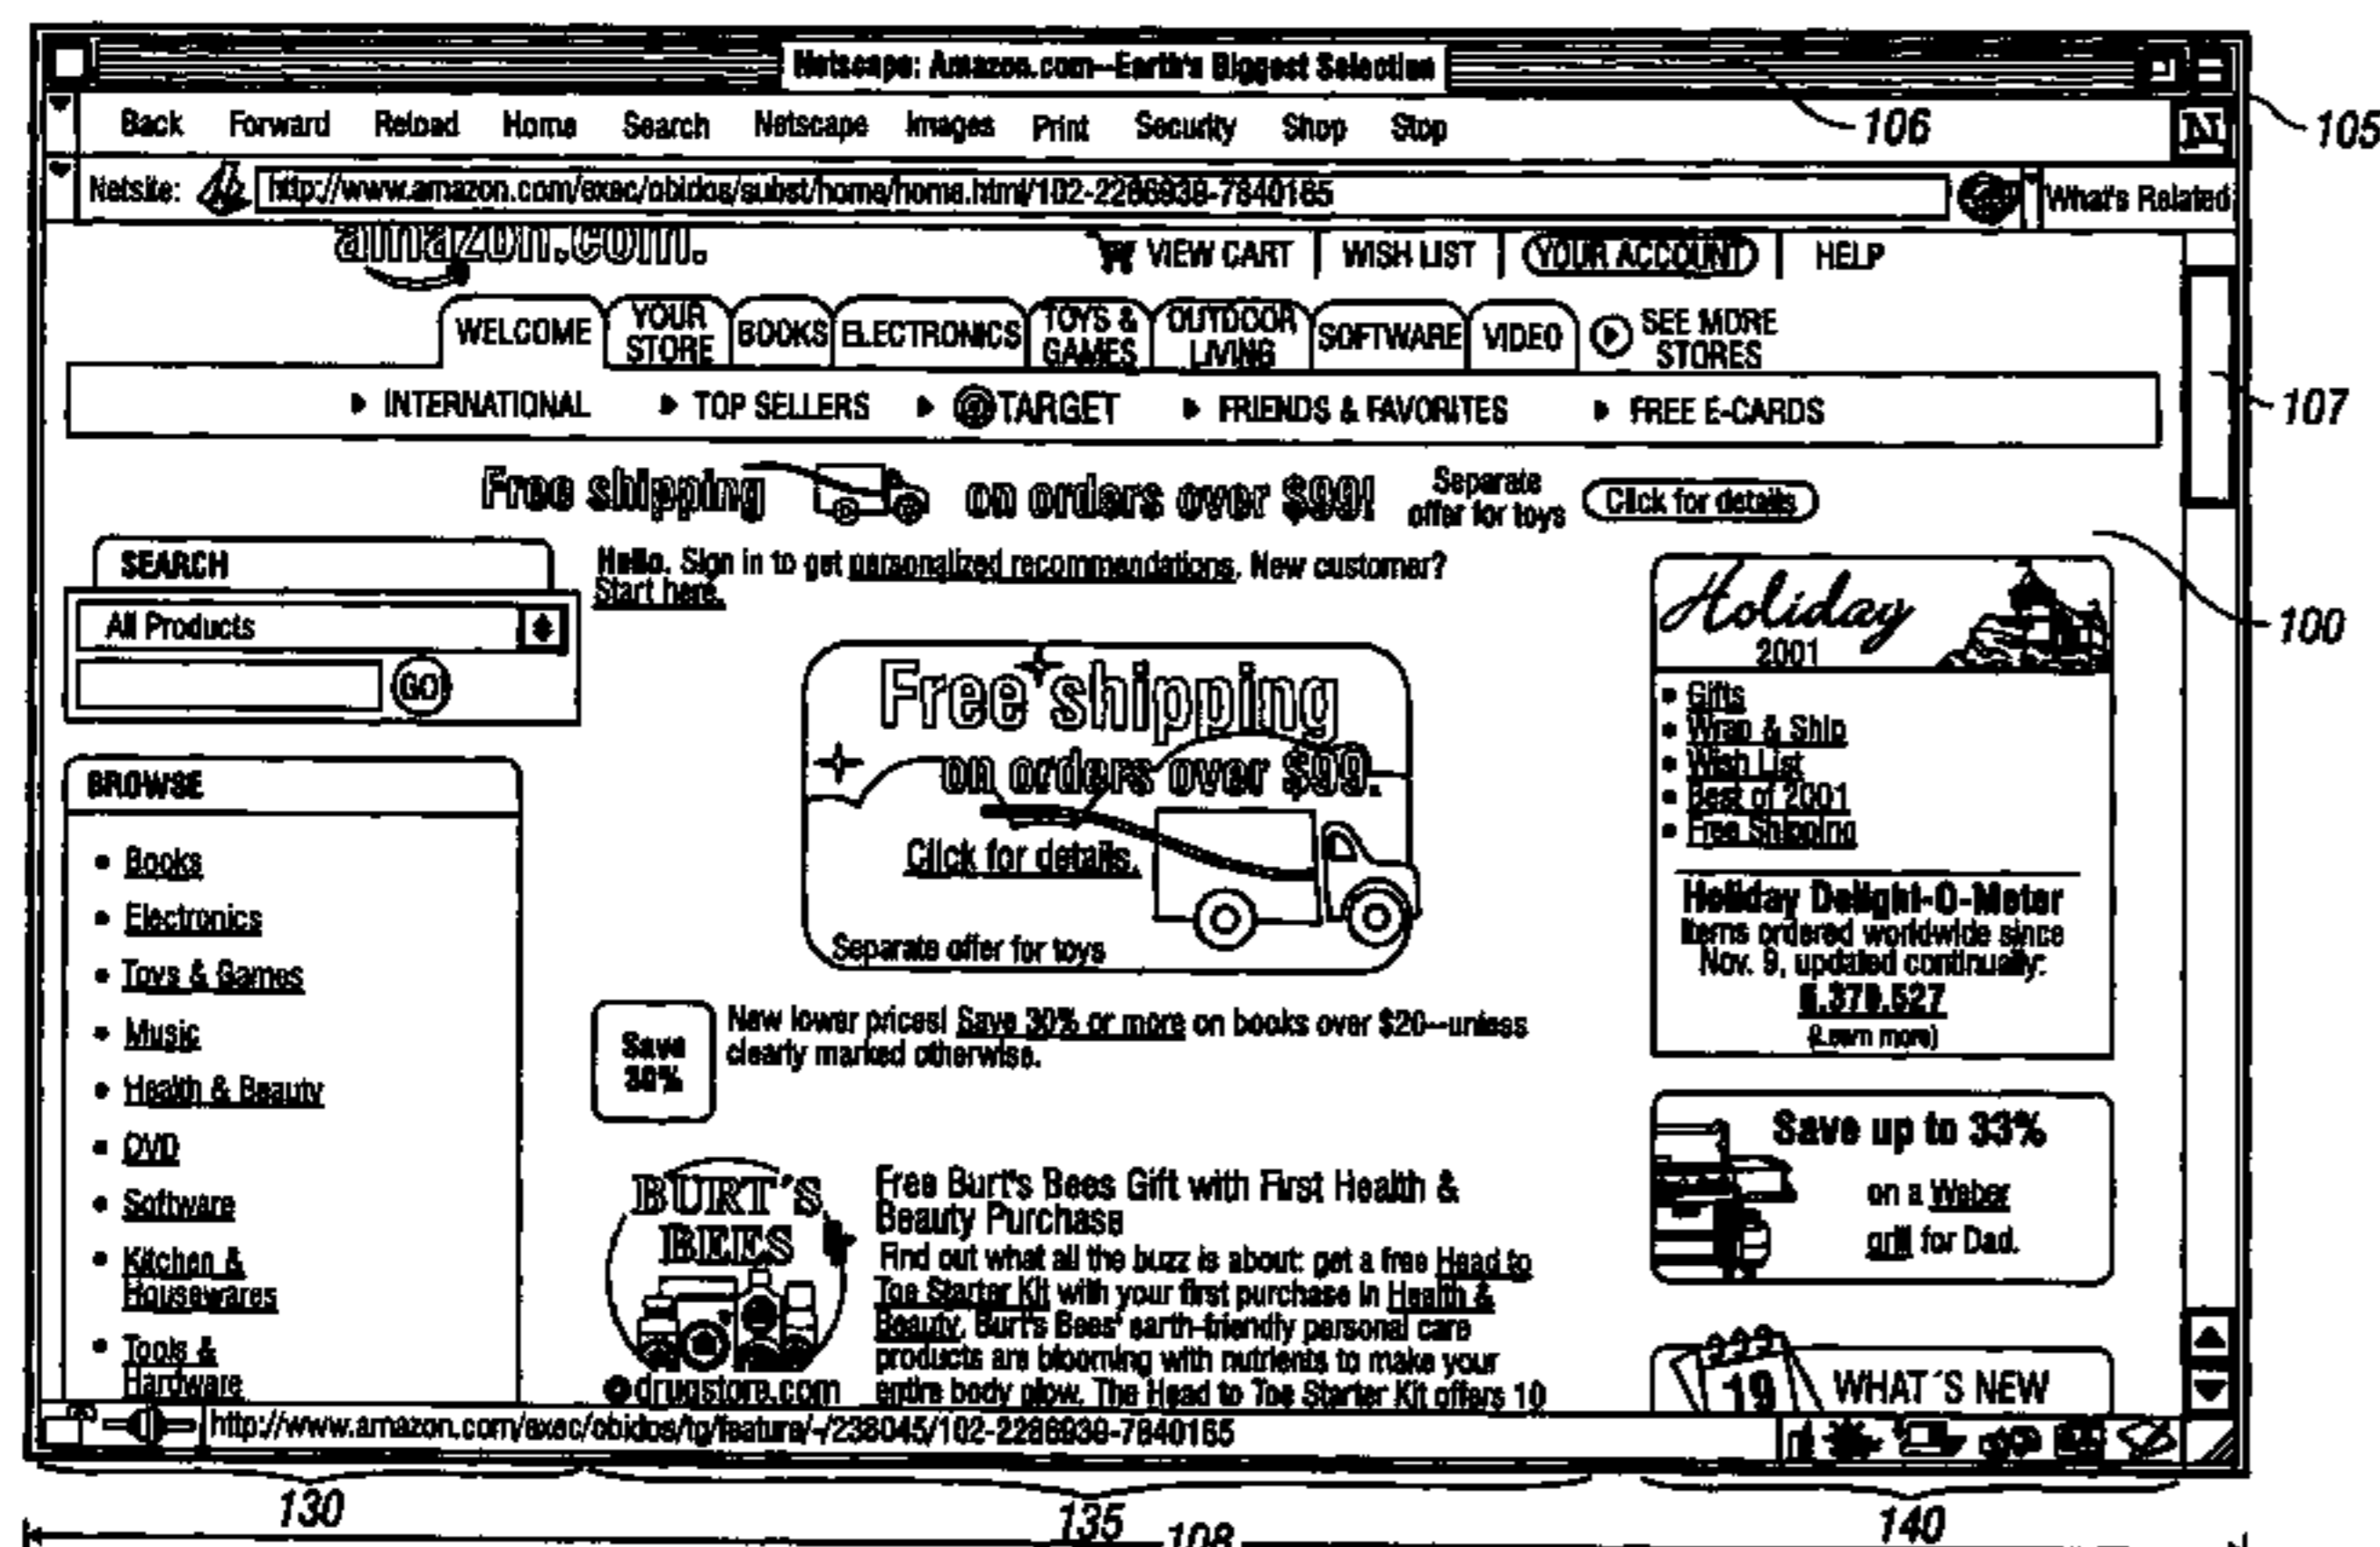 Netscape: Amazon.com--Earth's Biggest Selection
Back Forward Reload Home Search Netscape Images Print Security Shop Stop N
106
105
Netsite: http://www.amazon.com/exec/obidos/subst/home/home.html/102-2286939-7840165 What's Related
amazon.com. VIEW CART WISH LIST YOUR ACCOUNT HELP
WELCOME YOUR STORE BOOKS ELECTRONICS TOYS & GAMES OUTDOOR LIVING SOFTWARE VIDEO SEE MORE STORES
INTERNATIONAL TOP SELLERS TARGET FRIENDS & FAVORITES FREE E-CARDS
107
Free shipping on orders over $99! Separate offer for toys Click for details
100
SEARCH
All Products
GO
BROWSE
• Books
• Electronics
• Toys & Games
• Music
• Health & Beauty
• DVD
• Software
• Kitchen &
Housewares
• Tools &
Hardware
Hello. Sign in to get personalized recommendations. New customer?
Start here.
Free shipping
on orders over $99.
Click for details.
Separate offer for toys
Save
30%
New lower prices! Save 30% or more on books over $20--unless
clearly marked otherwise.
BURT'S
BEES
drugstore.com
Free Burt's Bees Gift with First Health &
Beauty Purchase
Find out what all the buzz is about: get a free Head to
Toe Starter Kit with your first purchase in Health &
Beauty. Burt's Bees' earth-friendly personal care
products are blooming with nutrients to make your
entire body glow. The Head to Toe Starter Kit offers 10
Holiday
2001
• Gifts
• Wrap & Ship
• Wish List
• Best of 2001
• Free Shipping
Holiday Delight-O-Meter
Items ordered worldwide since
Nov. 9, updated continually:
(Learn more)
Save up to 33%
on a Weber
grill for Dad.
19 WHAT'S NEW
http://www.amazon.com/exec/obidos/tg/feature/-/238045/102-2286939-7840165
130
135
140
108